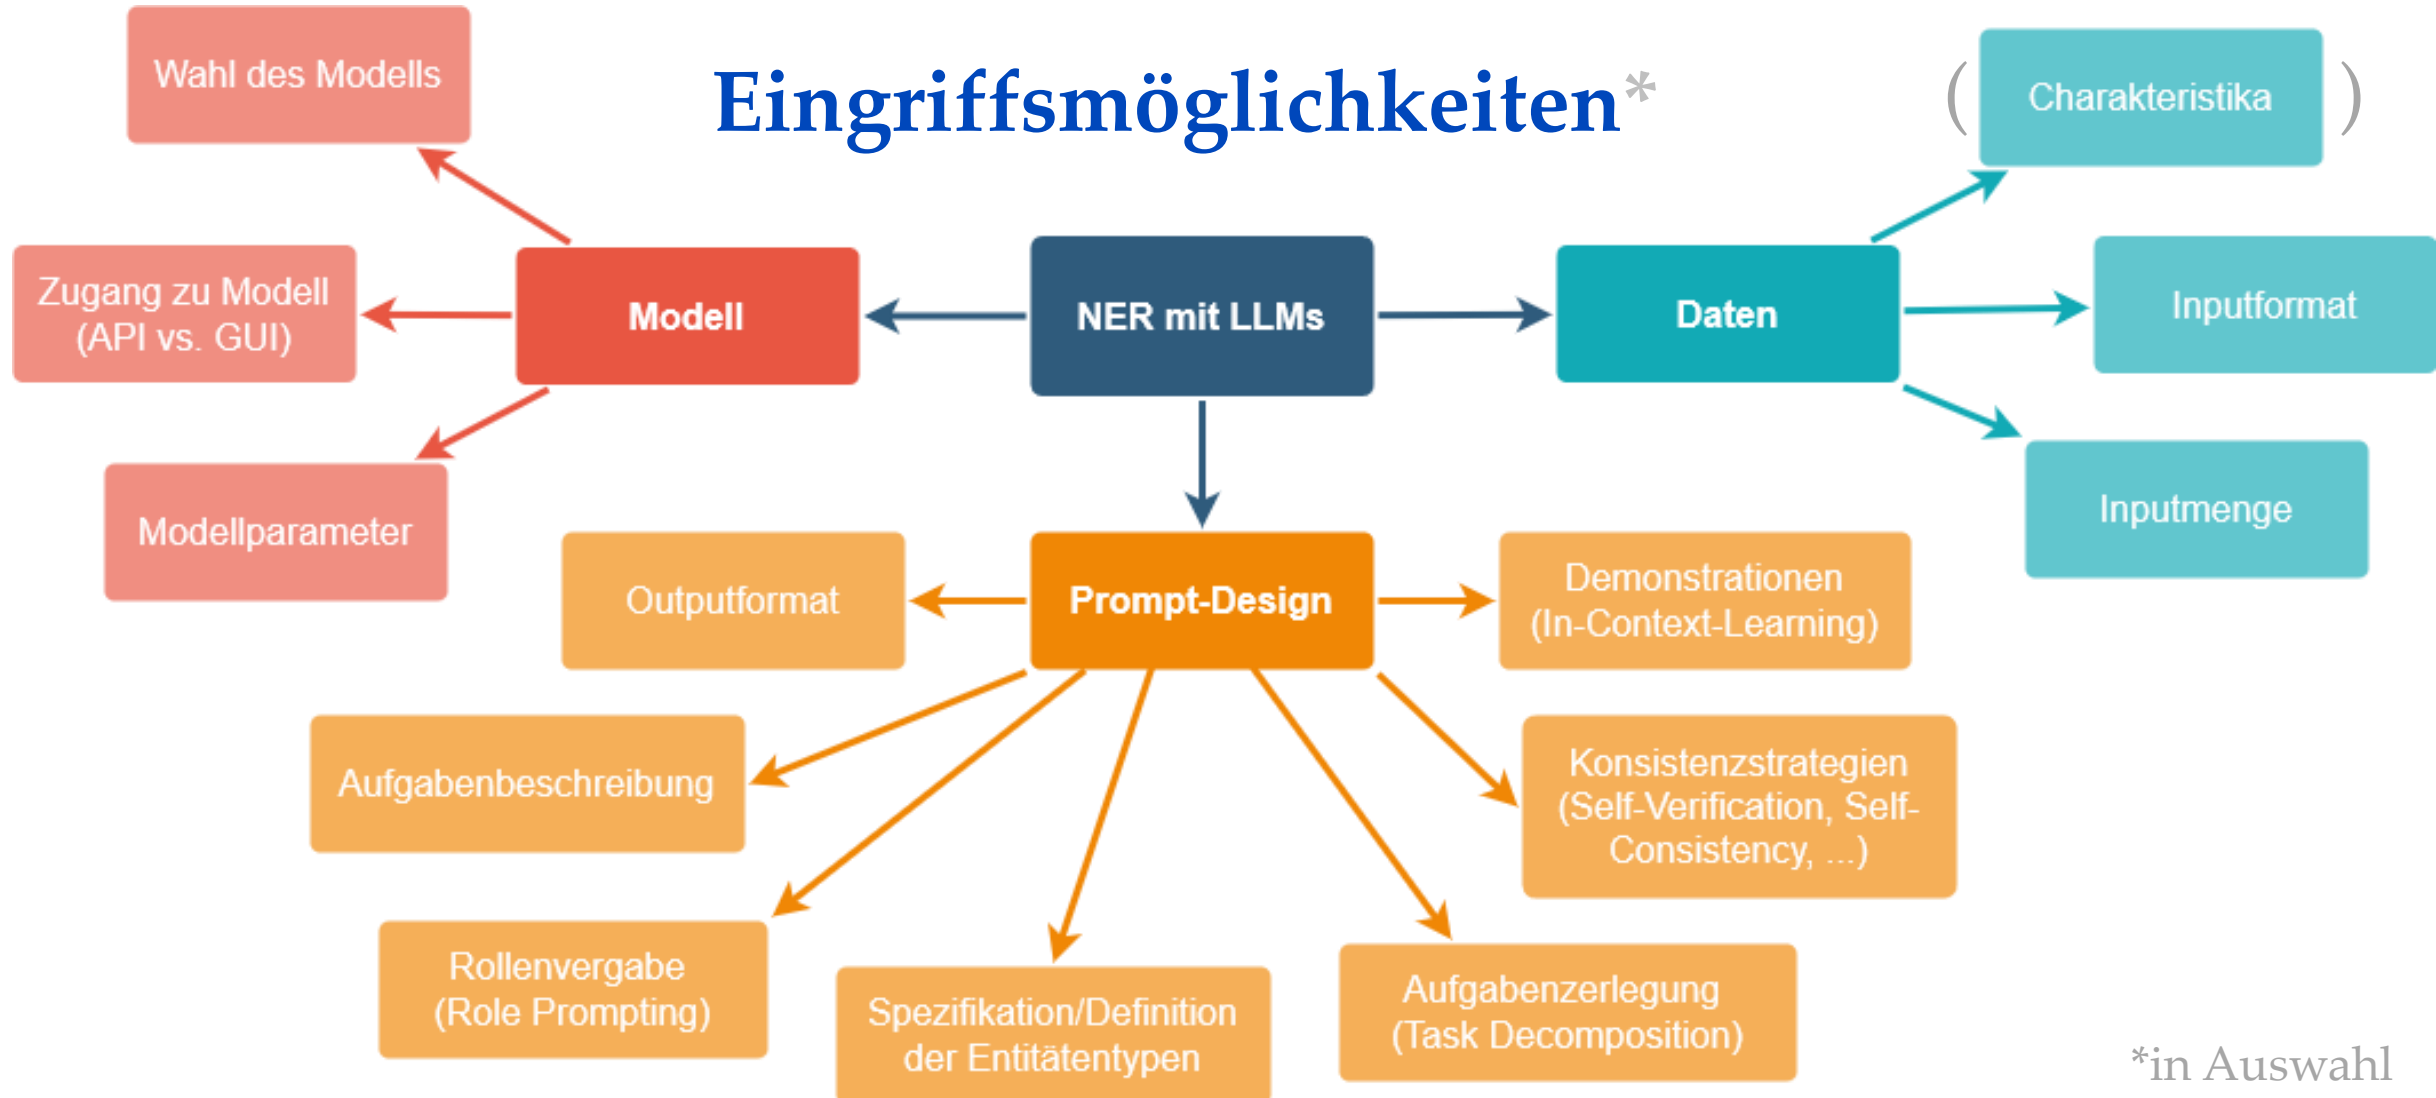 Eingriffsmöglichkeiten*
Wahl des Modells
Zugang zu Modell
(API vs. GUI)
Modellparameter
Modell
NER mit LLMs
Daten
( Charakteristika )
Inputformat
Inputmenge
Prompt-Design
Outputformat
Aufgabenbeschreibung
Rollenvergabe
(Role Prompting)
Spezifikation/Definition
der Entitätentypen
Aufgabenzerlegung
(Task Decomposition)
Konsistenzstrategien
(Self-Verification, Self-
Consistency, ...)
Demonstrationen
(In-Context-Learning)
*in Auswahl